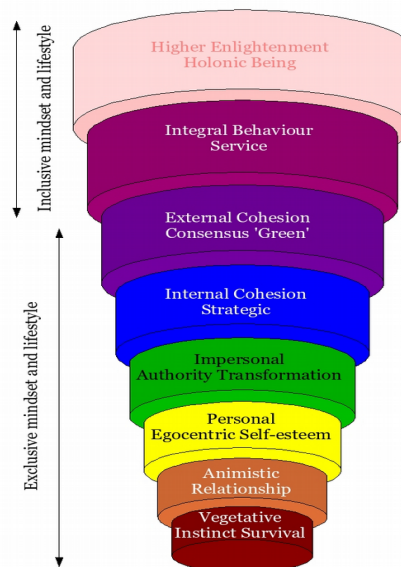 Higher Enlightenment
Holonic Being
Inclusive mindset and lifestyle
Integral Behaviour
Service
External Cohesion
Consensus 'Green'
Internal Cohesion
Strategic
Impersonal
Authority Transformation
Exclusive mindset and lifestyle
Personal
Egocentric Self-esteem
Animistic
Relationship
Vegetative
Instinct Survival